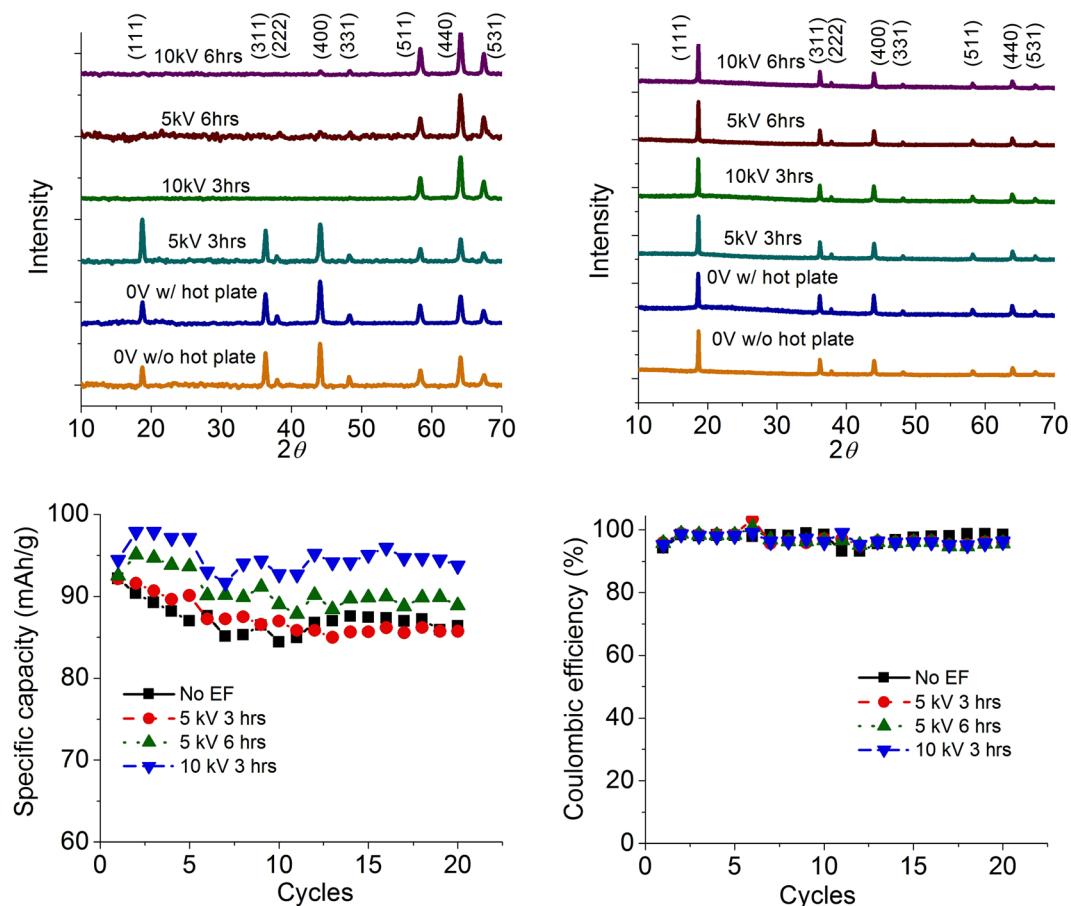 (111) (311) (222) (400) (331) (511) (440) (531)
10kV 6hrs
5kV 6hrs
10kV 3hrs
5kV 3hrs
0V w/ hot plate
0V w/o hot plate
Intensity
10 20 30 40 50 60 70
2θ
(111) (311) (222) (400) (331) (511) (440) (531)
10kV 6hrs
5kV 6hrs
10kV 3hrs
5kV 3hrs
0V w/ hot plate
0V w/o hot plate
Intensity
10 20 30 40 50 60 70
2θ
Specific capacity (mAh/g)
100
90
80
70
60
No EF
5 kV 3 hrs
5 kV 6 hrs
10 kV 3 hrs
0 5 10 15 20
Cycles
Coulombic efficiency (%)
100
80
60
40
20
0
No EF
5 kV 3 hrs
5 kV 6 hrs
10 kV 3 hrs
0 5 10 15 20
Cycles